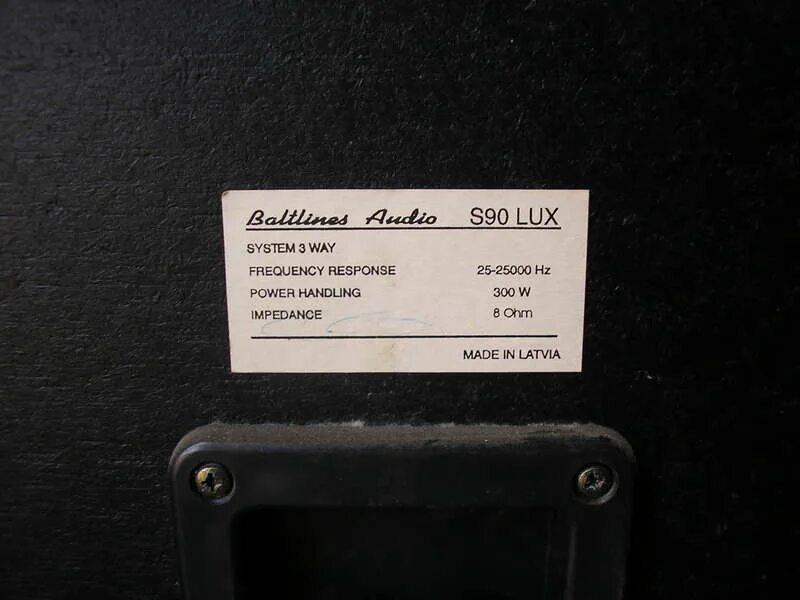 Baltlines Audio S90 LUX
SYSTEM 3 WAY
FREQUENCY RESPONSE 25-25000 Hz
POWER HANDLING 300 W
IMPEDANCE 8 Ohm
MADE IN LATVIA